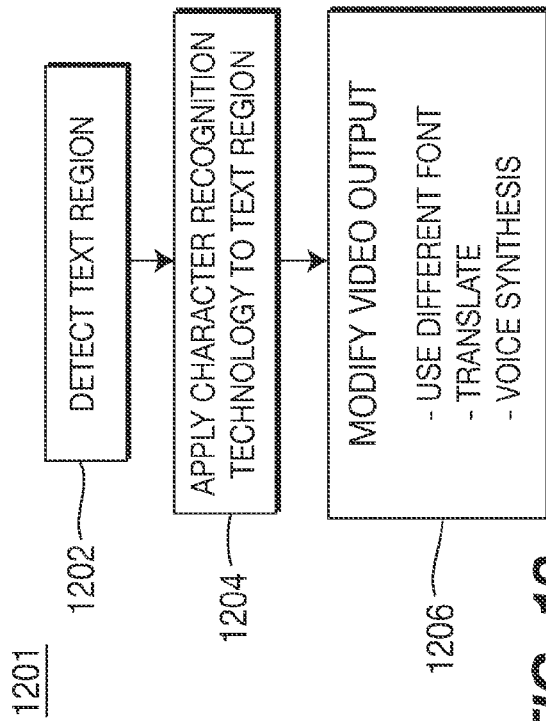 1201
1202
DETECT TEXT REGION
1204
APPLY CHARACTER RECOGNITION
TECHNOLOGY TO TEXT REGION
1206
MODIFY VIDEO OUTPUT
- USE DIFFERENT FONT
- TRANSLATE
- VOICE SYNTHESIS